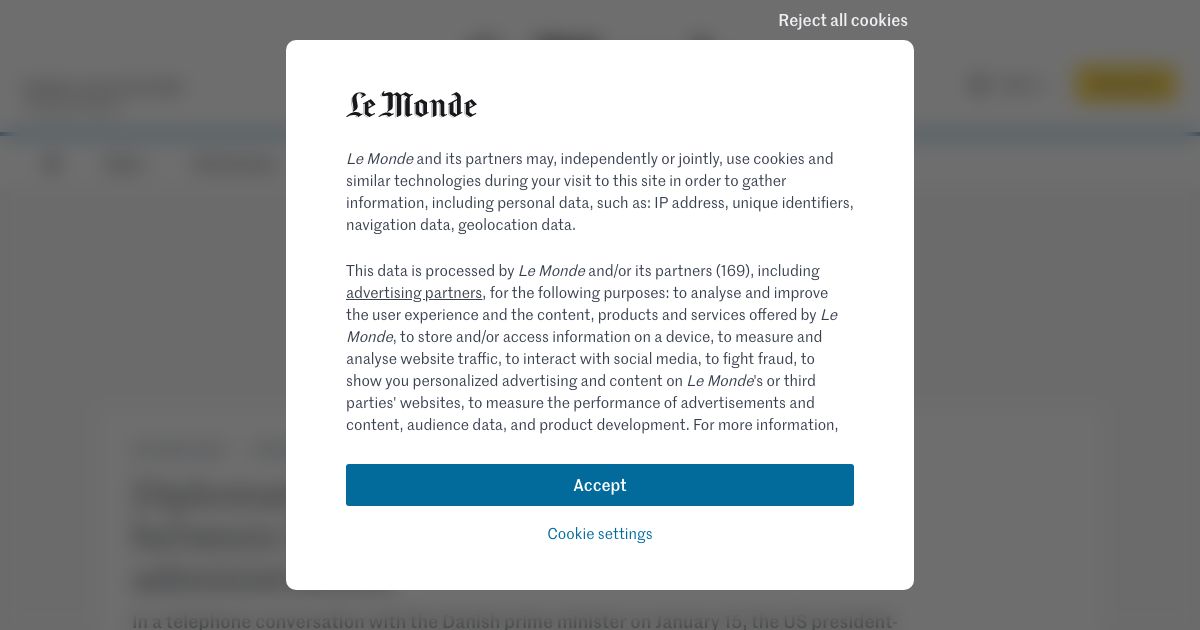 Reject all cookies
Le Monde
Le Monde and its partners may, independently or jointly, use cookies and
similar technologies during your visit to this site in order to gather
information, including personal data, such as: IP address, unique identifiers,
navigation data, geolocation data.
This data is processed by Le Monde and/or its partners (169), including
advertising partners, for the following purposes: to analyse and improve
the user experience and the content, products and services offered by Le
Monde, to store and/or access information on a device, to measure and
analyse website traffic, to interact with social media, to fight fraud, to
show you personalized advertising and content on Le Monde's or third
parties' websites, to measure the performance of advertisements and
content, audience data, and product development. For more information,
Accept
Cookie settings
In a telephone conversation with the Danish prime minister on January 15, the US president-